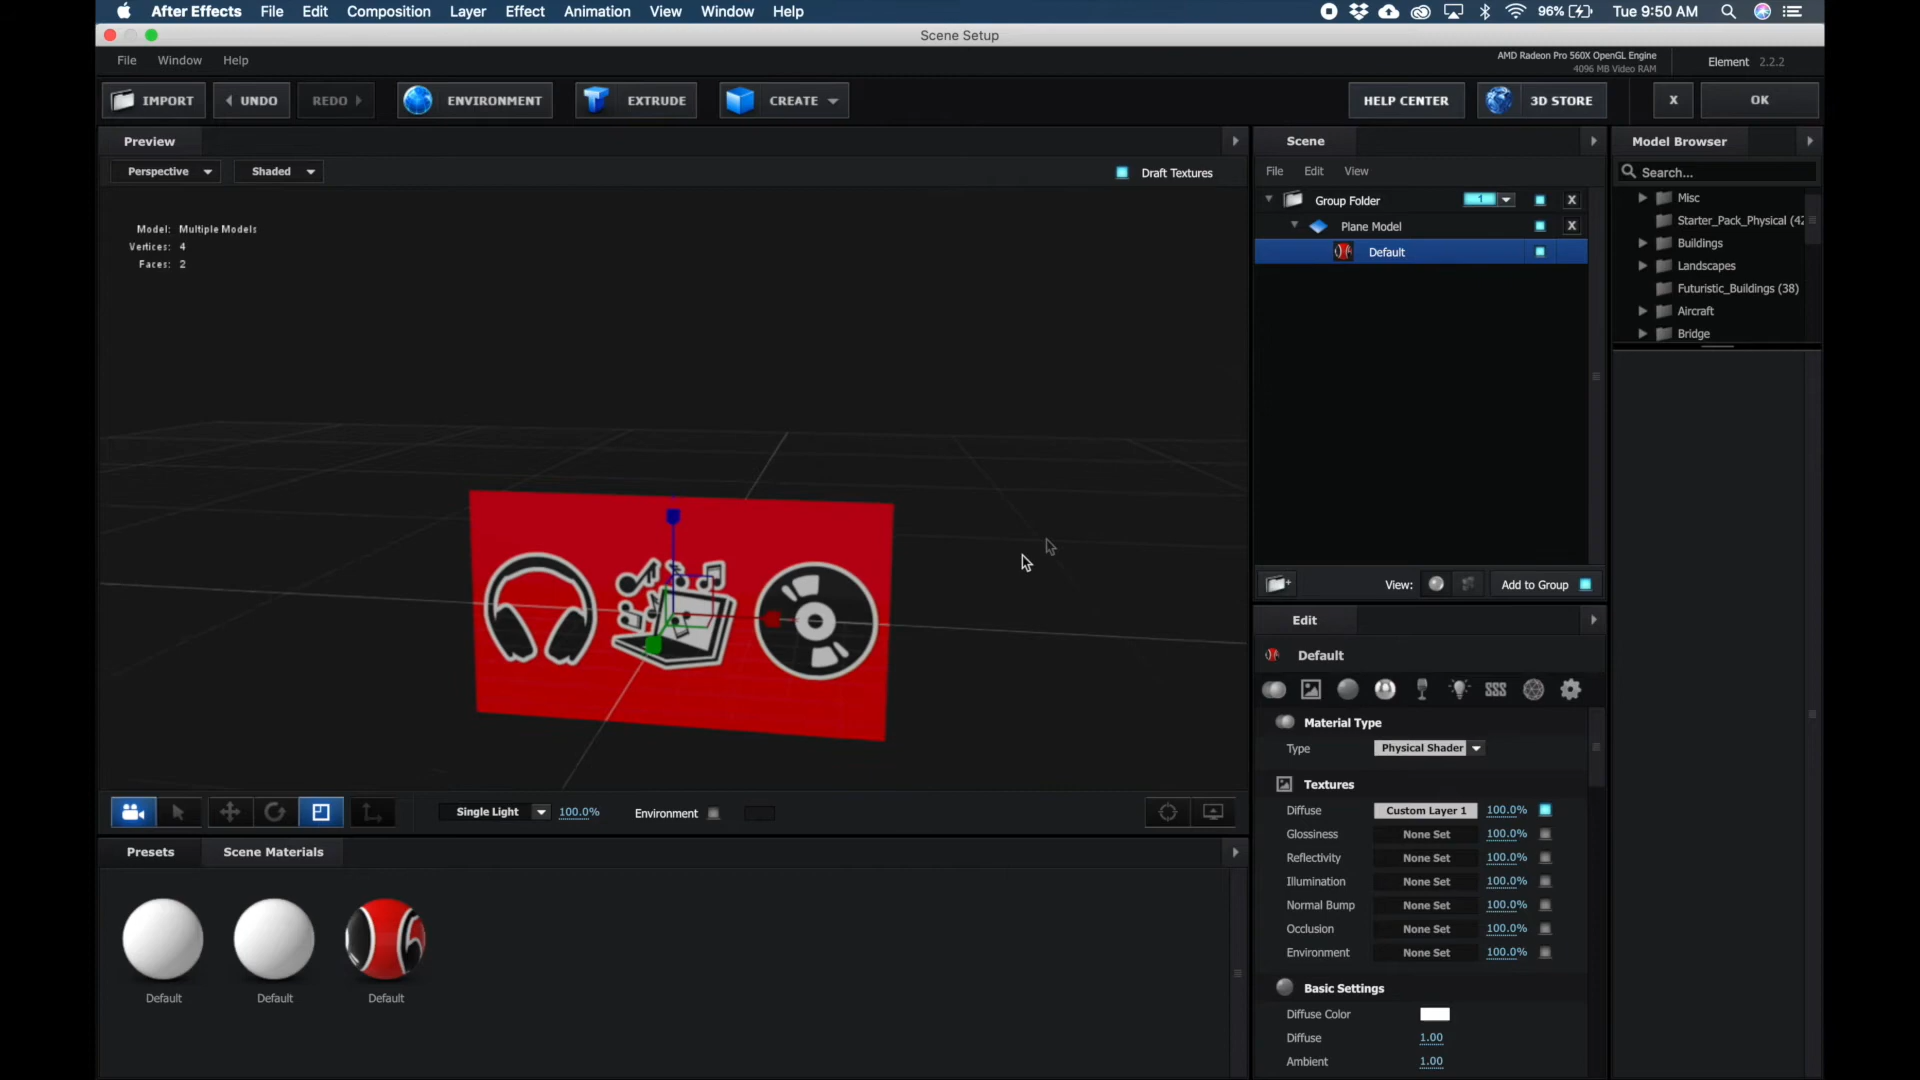 After Effects File Edit Composition Layer Effect Animation View Window Help 96% Tue 9:50 AM
Scene Setup
File Window Help
AMD Radeon Pro 560X OpenGL Engine
4096 MB Video RAM
Element 2.2.2
IMPORT UNDO REDO ENVIRONMENT EXTRUDE CREATE HELP CENTER 3D STORE X OK
Preview
Perspective Shaded Draft Textures
Model: Multiple Models
Vertices: 4
Faces: 2
Single Light 100.0% Environment
Presets Scene Materials
Default Default Default
Scene
File Edit View
Group Folder 1 X
Plane Model X
Default
View: Add to Group
Edit
Default
SSS
Material Type
Type Physical Shader
Textures
Diffuse Custom Layer 1 100.0%
Glossiness None Set 100.0%
Reflectivity None Set 100.0%
Illumination None Set 100.0%
Normal Bump None Set 100.0%
Occlusion None Set 100.0%
Environment None Set 100.0%
Basic Settings
Diffuse Color
Diffuse 1.00
Ambient 1.00
Model Browser
Search...
Misc
Starter_Pack_Physical (42
Buildings
Landscapes
Futuristic_Buildings (38)
Aircraft
Bridge